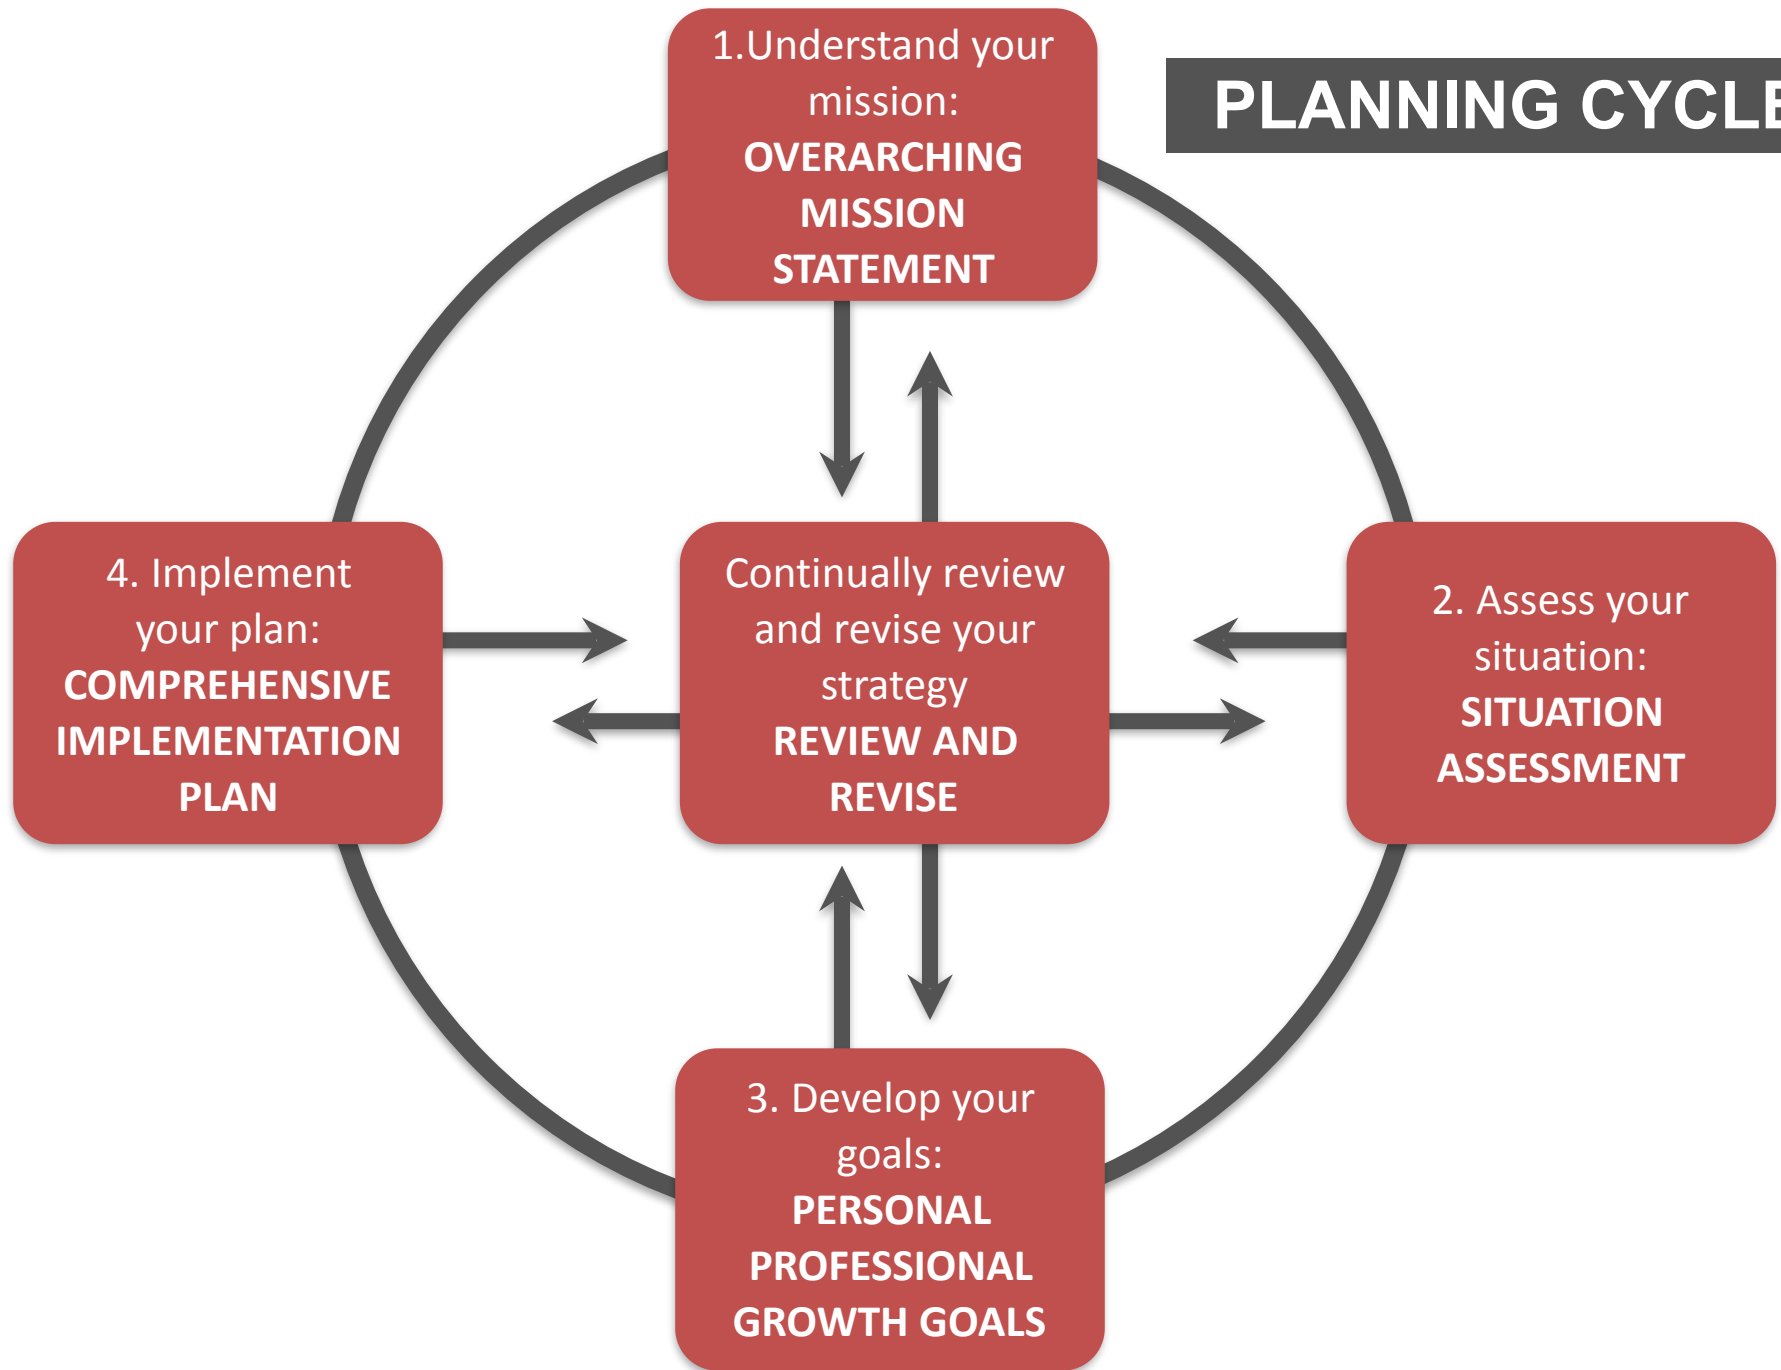 1.Understand your
mission:
OVERARCHING
MISSION
STATEMENT
PLANNING CYCLE
4. Implement
your plan:
COMPREHENSIVE
IMPLEMENTATION
PLAN
Continually review
and revise your
strategy
REVIEW AND
REVISE
2. Assess your
situation:
SITUATION
ASSESSMENT
3. Develop your
goals:
PERSONAL
PROFESSIONAL
GROWTH GOALS